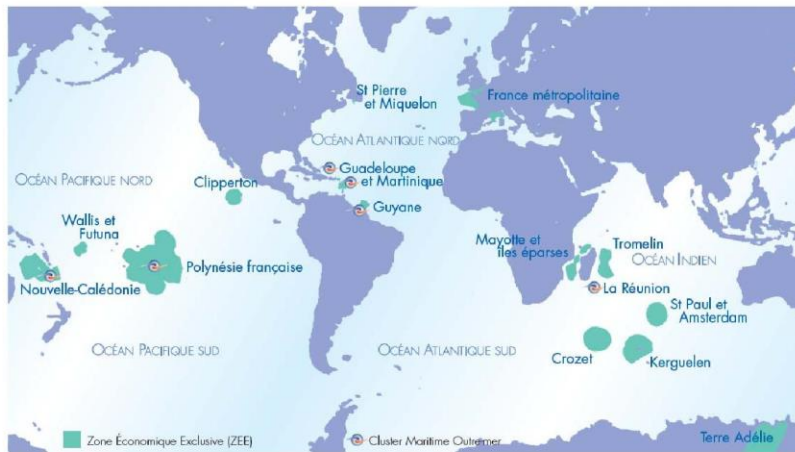 St Pierre
et Miquelon
France métropolitaine
OCÉAN ATLANTIQUE NORD
OCÉAN PACIFIQUE NORD
Clipperton
Guadeloupe
et Martinique
Guyane
Wallis et
Futuna
Polynésie française
Nouvelle-Calédonie
Mayotte et
îles éparses
Tromelin
OCÉAN INDIEN
La Réunion
St Paul et
Amsterdam
OCÉAN PACIFIQUE SUD
OCÉAN ATLANTIQUE SUD
Crozet
Kerguelen
Zone Économique Exclusive (ZEE)
Cluster Maritime Outremer
Terre Adélie